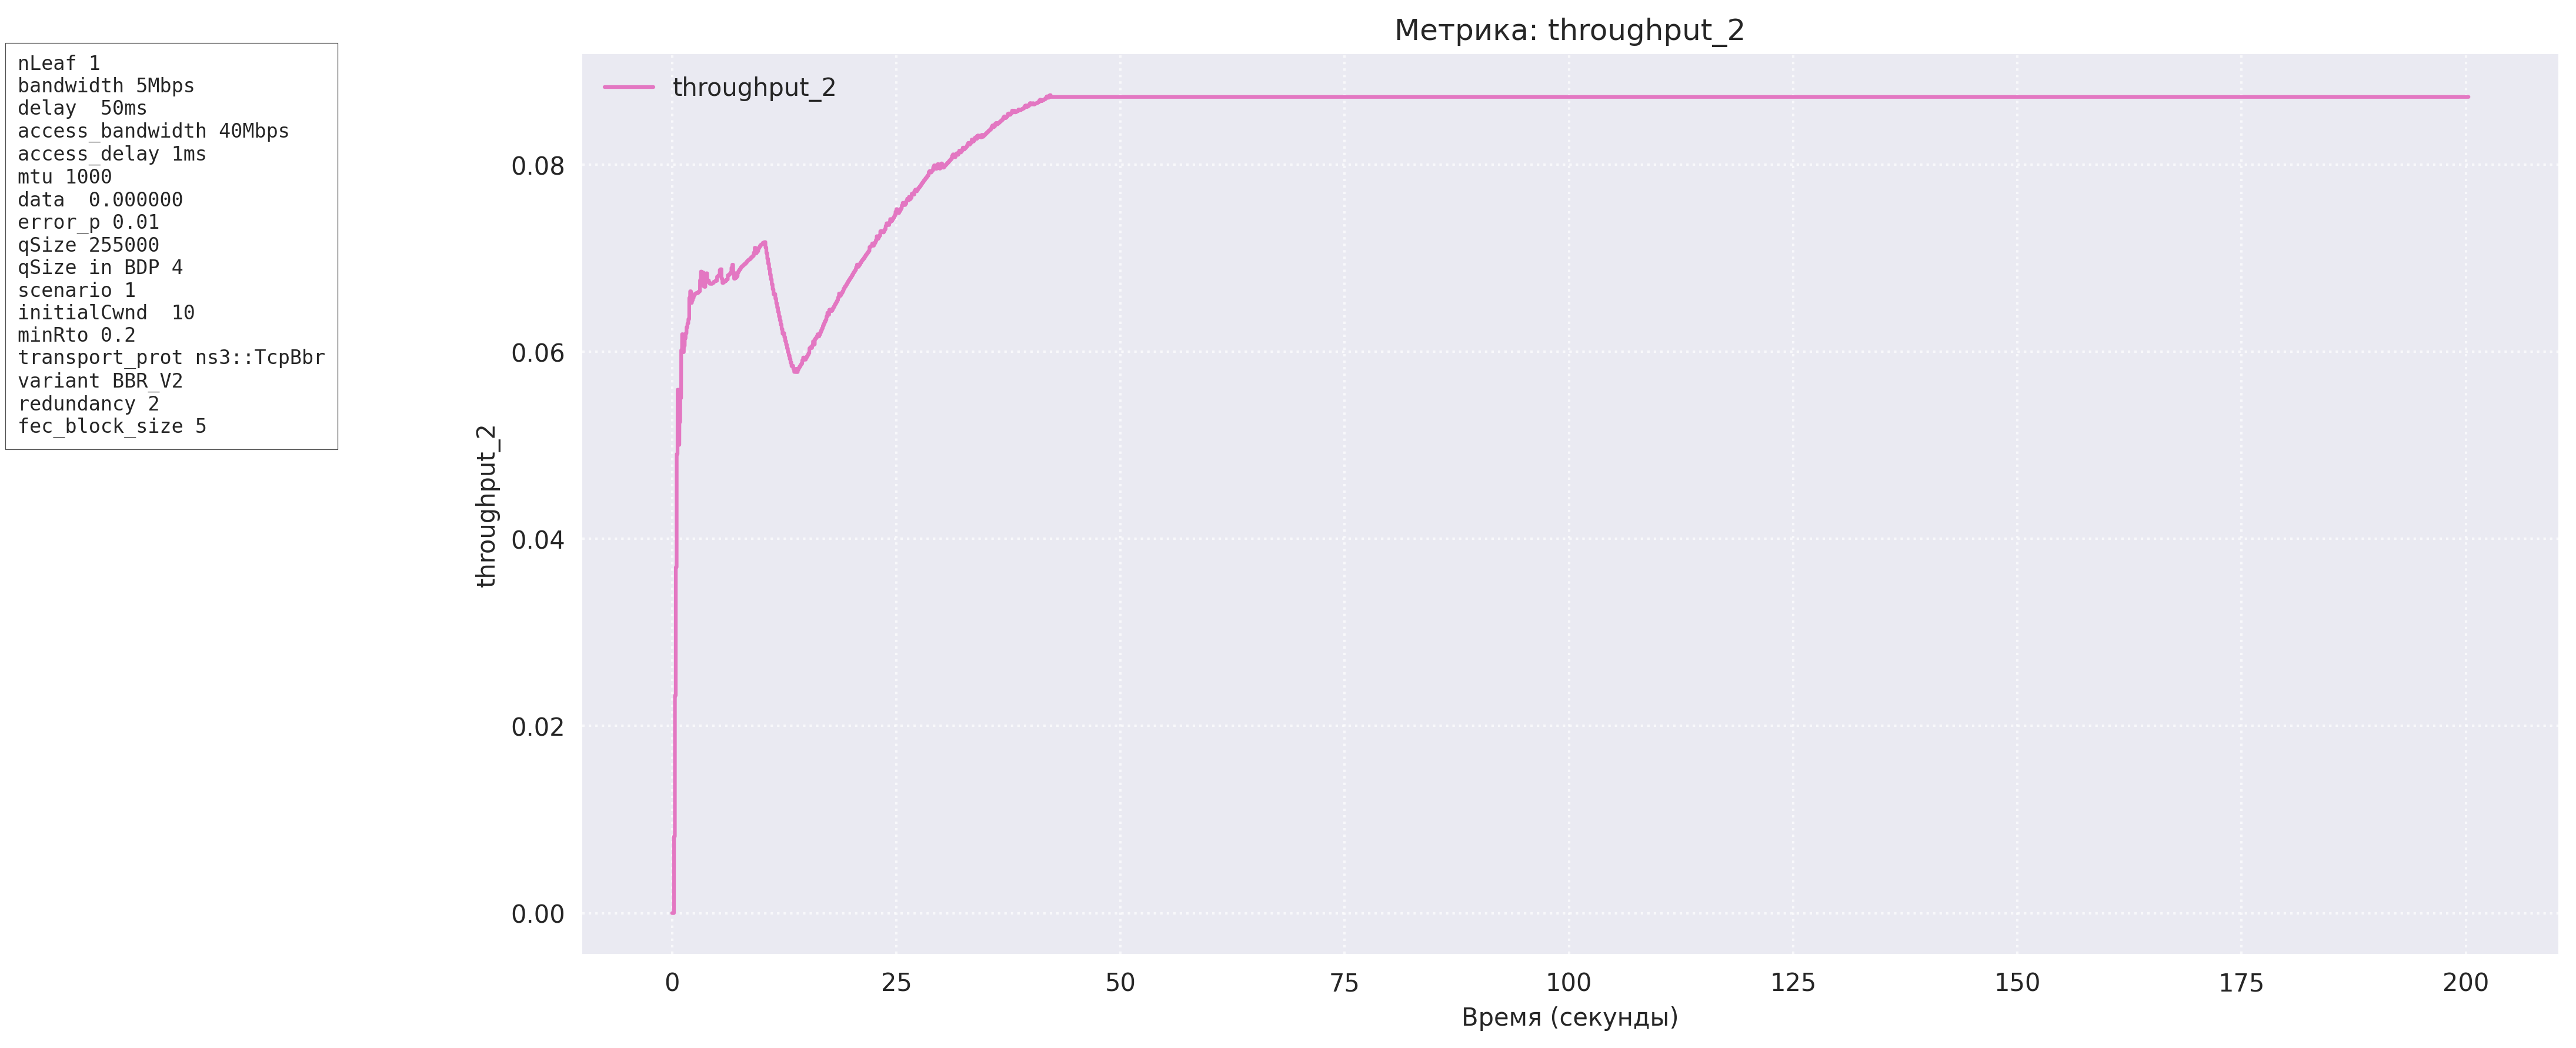 Метрика: throughput_2
nLeaf 1
bandwidth 5Mbps
delay  50ms
access_bandwidth 40Mbps
access_delay 1ms
mtu 1000
data  0.000000
error_p 0.01
qSize 255000
qSize in BDP 4
scenario 1
initialCwnd  10
minRto 0.2
transport_prot ns3::TcpBbr
variant BBR_V2
redundancy 2
fec_block_size 5
throughput_2
throughput_2
0.08
0.06
0.04
0.02
0.00
0 25 50 75 100 125 150 175 200
Время (секунды)